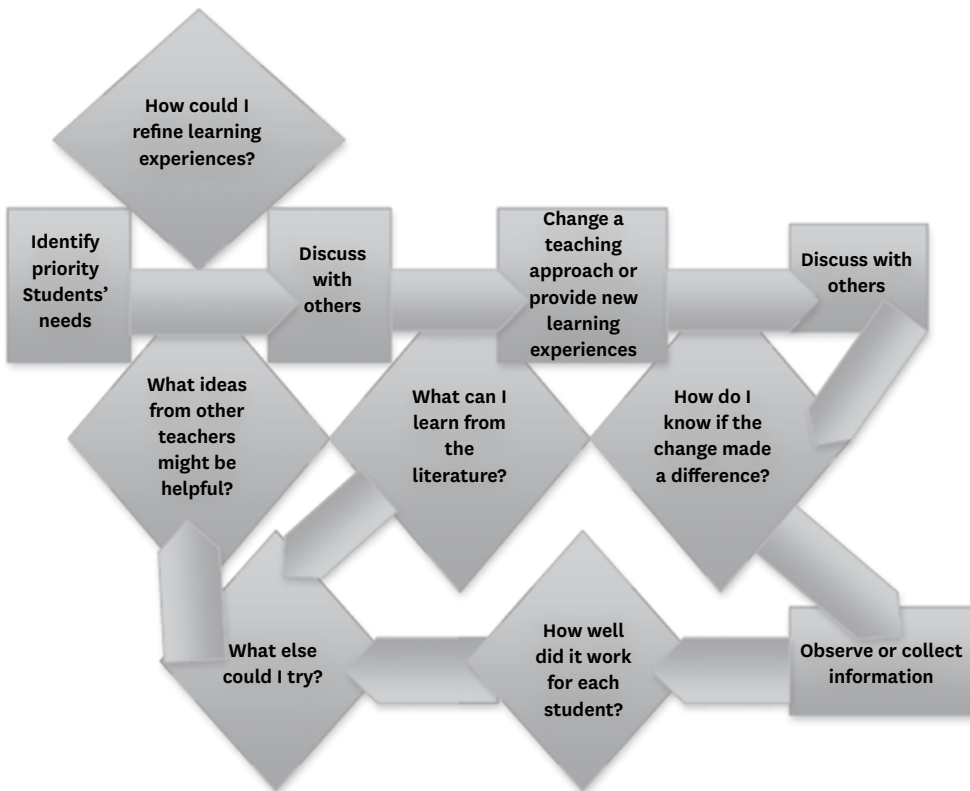 How could I
refine learning
experiences?
Identify
priority
Students’
needs
Discuss
with
others
Change a
teaching
approach or
provide new
learning
experiences
Discuss with
others
What ideas
from other
teachers
might be
helpful?
What can I
learn from
the
literature?
How do I
know if the
change made
a difference?
What else
could I try?
How well
did it work
for each
student?
Observe or collect
information